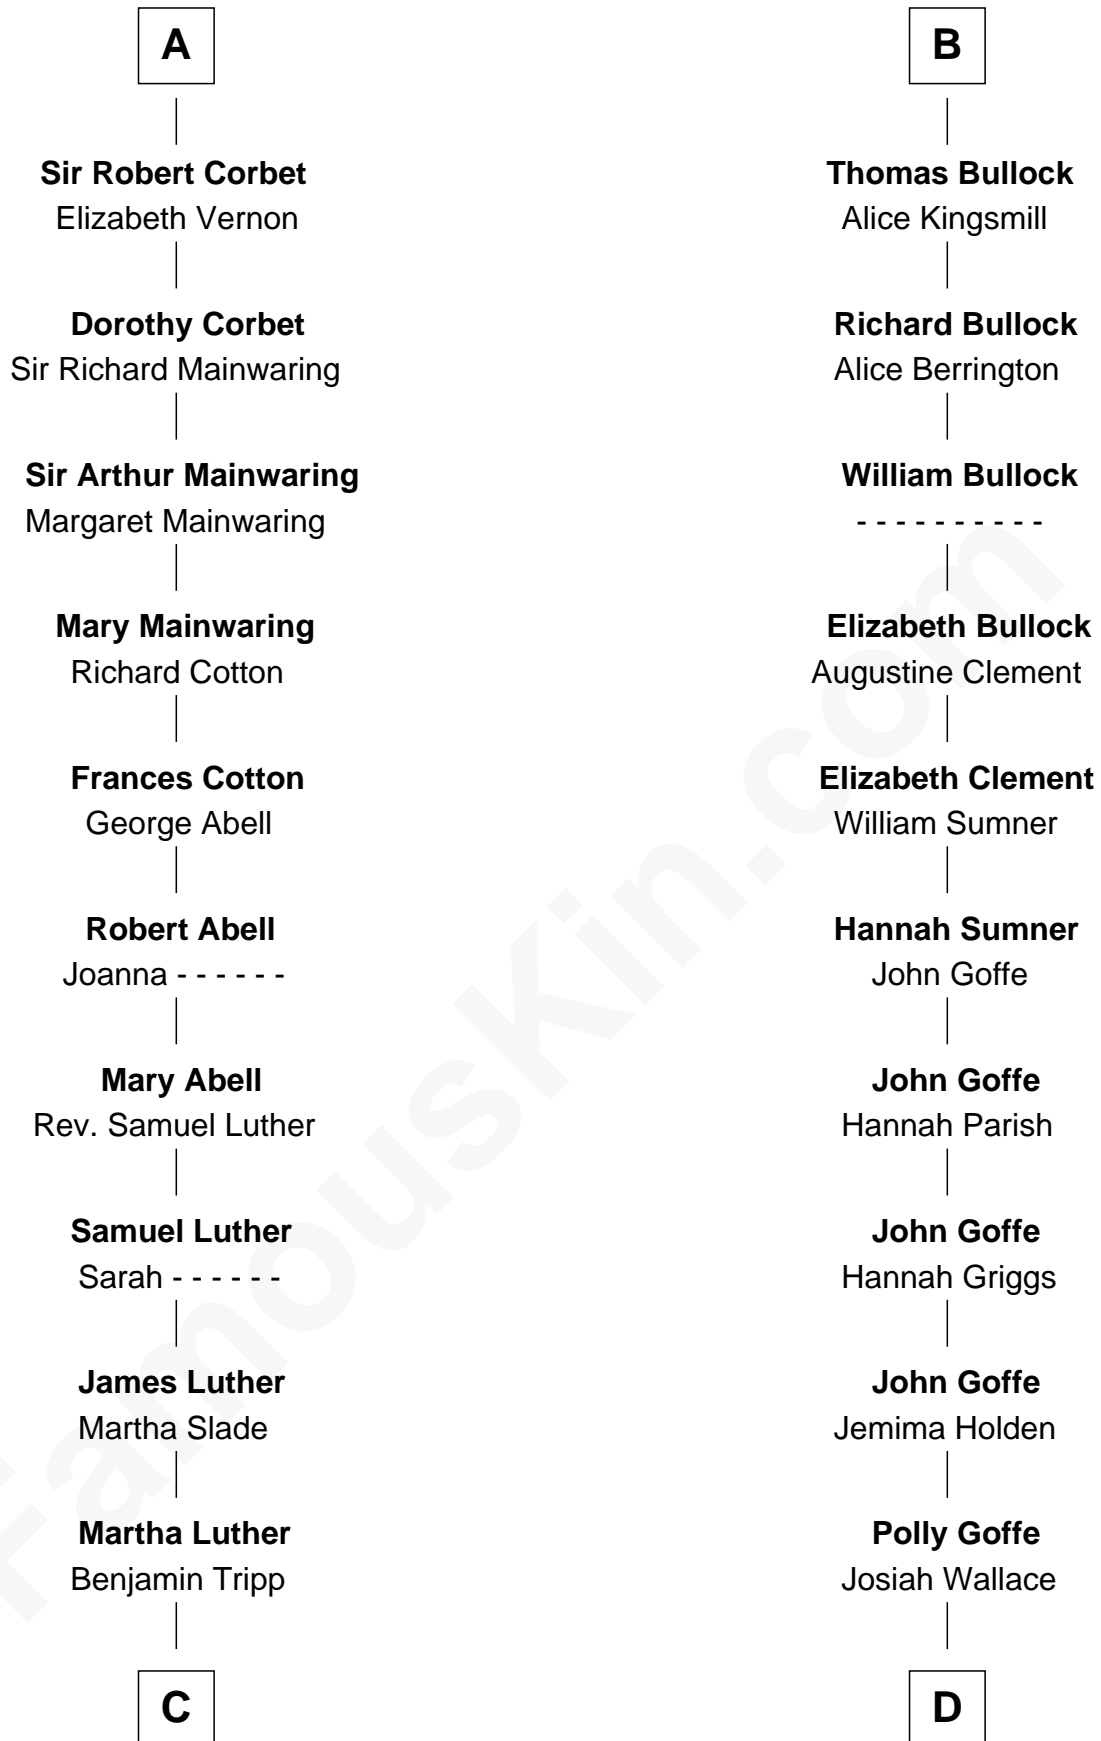 A
Sir Robert Corbet
Elizabeth Vernon
Dorothy Corbet
Sir Richard Mainwaring
Sir Arthur Mainwaring
Margaret Mainwaring
Mary Mainwaring
Richard Cotton
Frances Cotton
George Abell
Robert Abell
Joanna - - - - - -
Mary Abell
Rev. Samuel Luther
Samuel Luther
Sarah - - - - - -
James Luther
Martha Slade
Martha Luther
Benjamin Tripp
C
B
Thomas Bullock
Alice Kingsmill
Richard Bullock
Alice Berrington
William Bullock
- - - - - - - - - -
Elizabeth Bullock
Augustine Clement
Elizabeth Clement
William Sumner
Hannah Sumner
John Goffe
John Goffe
Hannah Parish
John Goffe
Hannah Griggs
John Goffe
Jemima Holden
Polly Goffe
Josiah Wallace
D
FamousKin.com